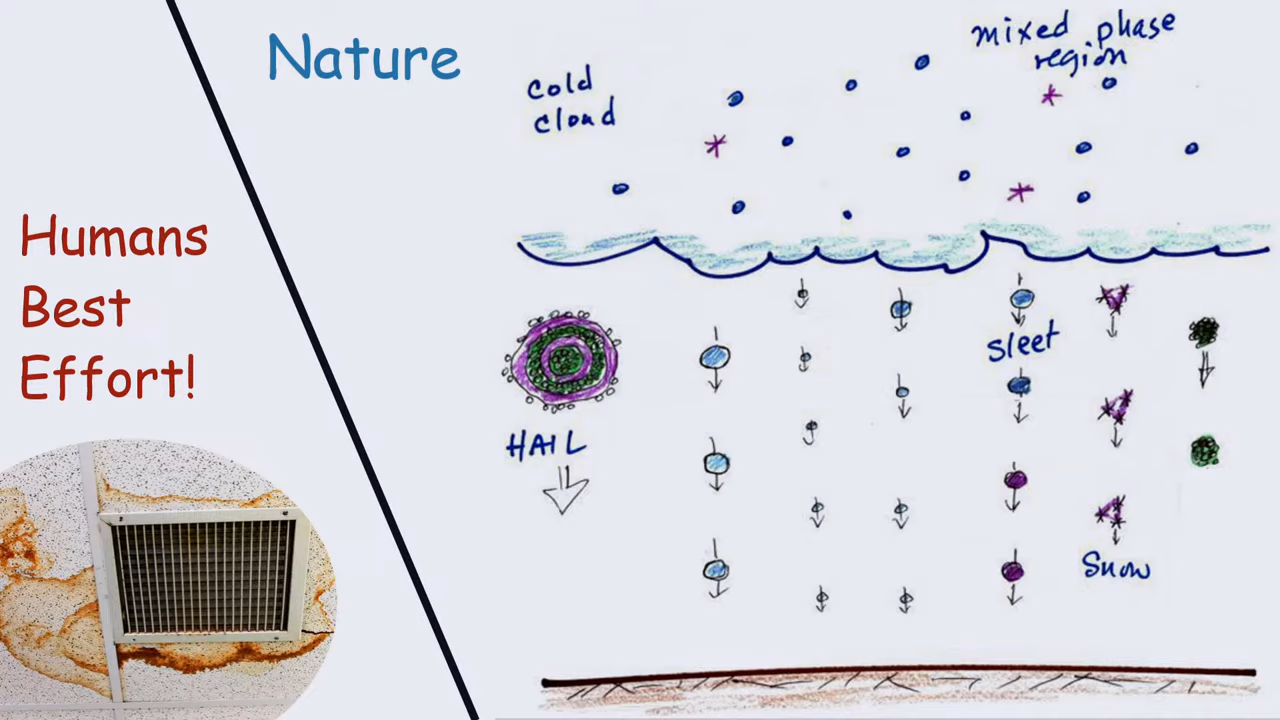 Nature
Humans
Best
Effort!
cold
cloud
mixed phase
region
HAIL
Sleet
Snow